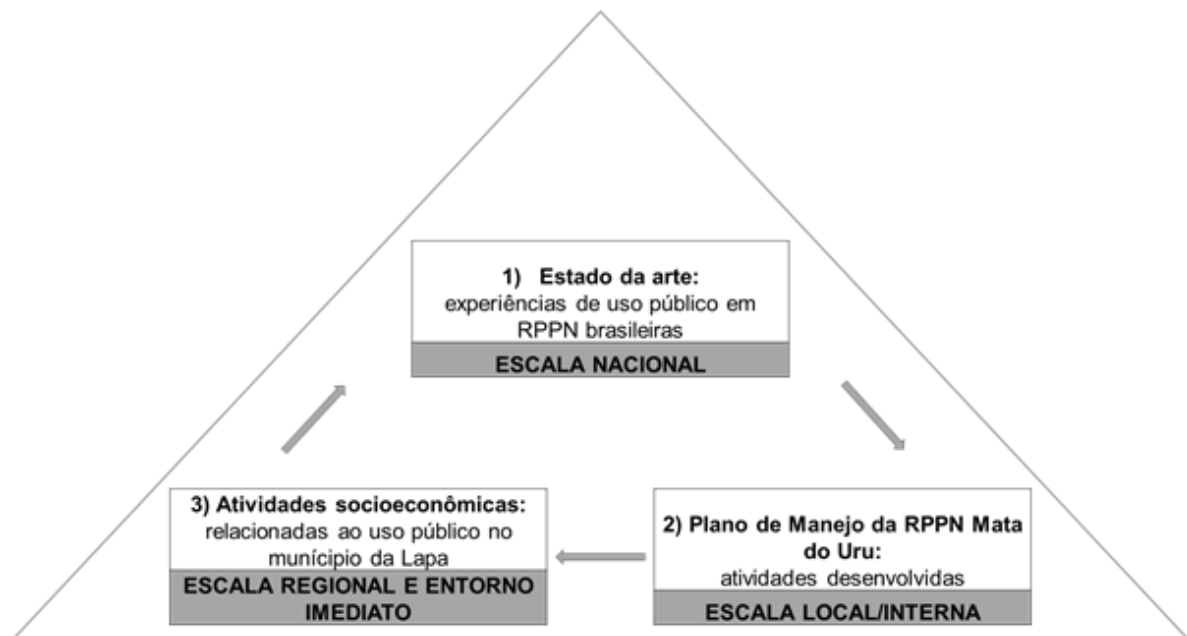 1) Estado da arte:
experiências de uso público em
RPPN brasileiras
ESCALA NACIONAL
2) Plano de Manejo da RPPN Mata
do Uru:
atividades desenvolvidas
ESCALA LOCAL/INTERNA
3) Atividades socioeconômicas:
relacionadas ao uso público no
munícipio da Lapa
ESCALA REGIONAL E ENTORNO
IMEDIATO